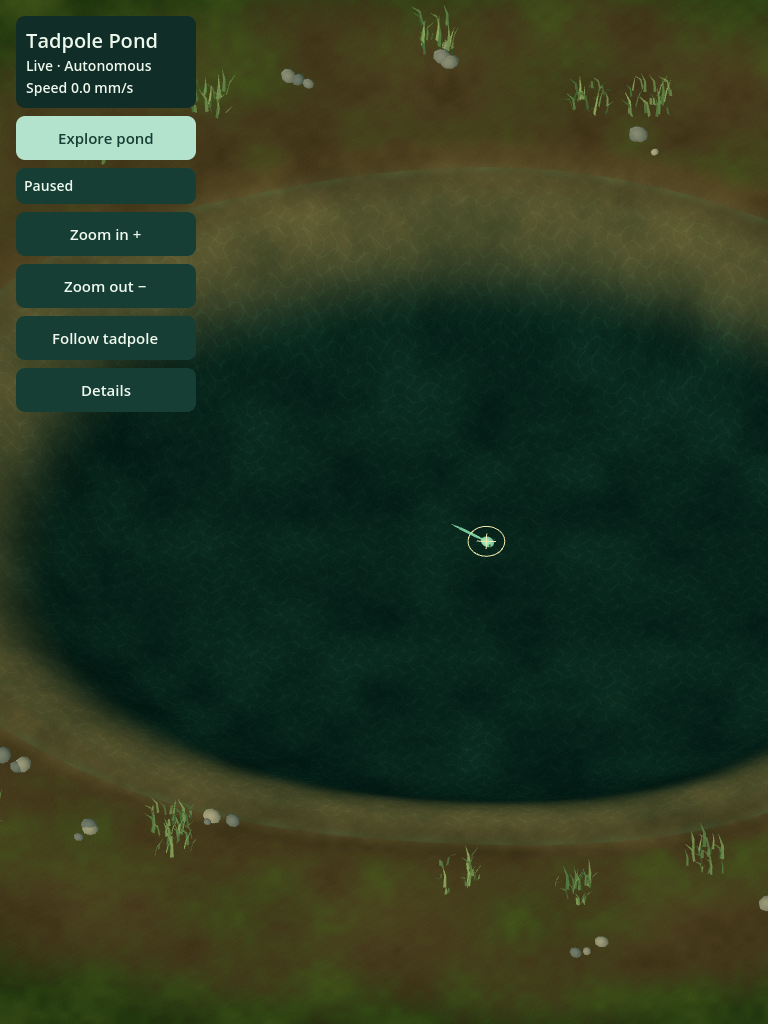 Tadpole Pond
Live · Autonomous
Speed 0.0 mm/s
Explore pond
Paused
Zoom in +
Zoom out −
Follow tadpole
Details